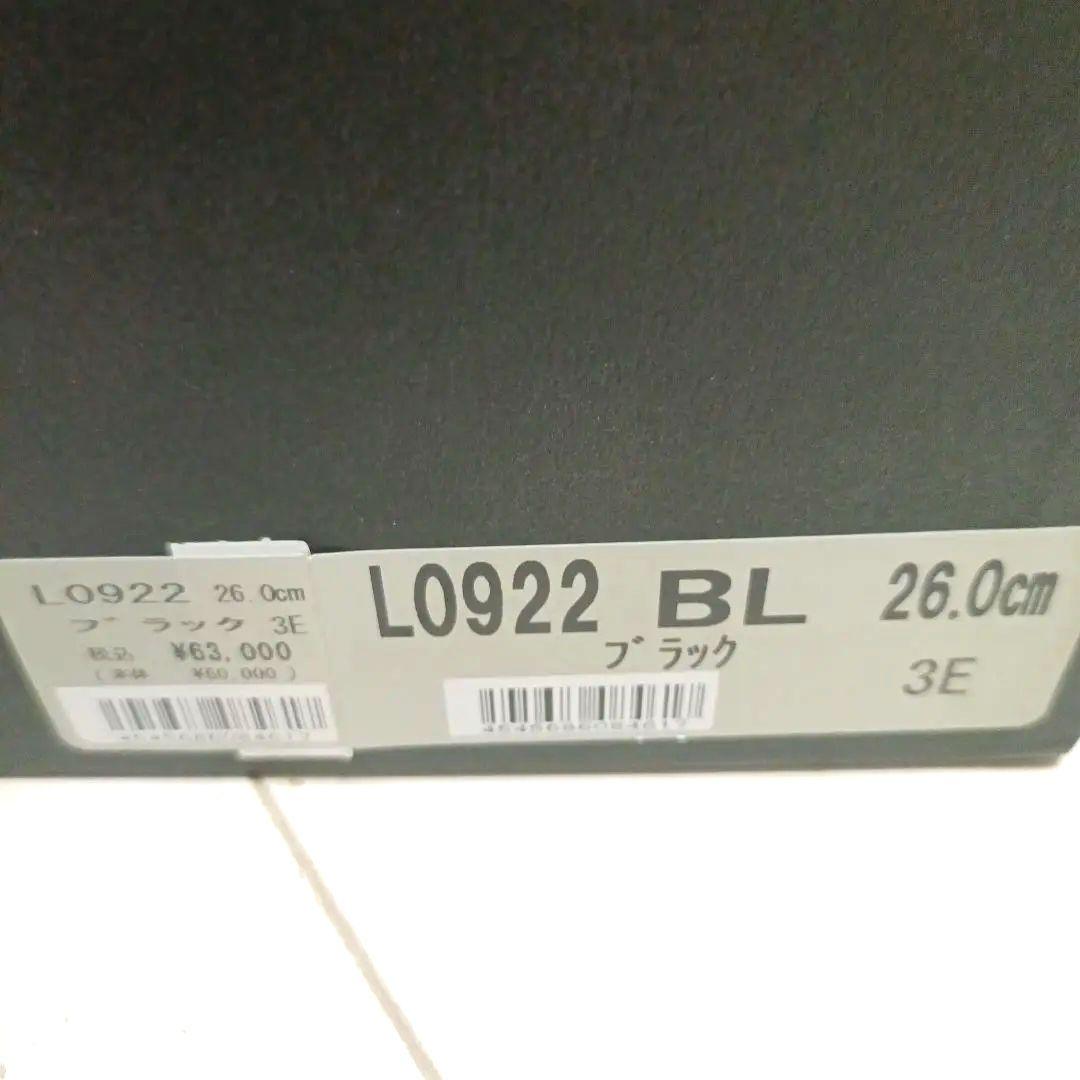 L0922 26.0cm
ブラック 3E
税込 ¥63,000
(本体 ¥60,000)
L0922 BL 26.0cm
ブラック
3E